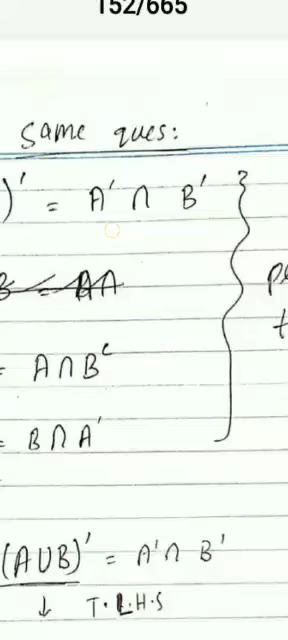 152/665
Same ques:
)' = A' ∩ B'
= A ∩ B^c
= B ∩ A'
(A ∪ B)' = A' ∩ B'
↓ T. L.H.S